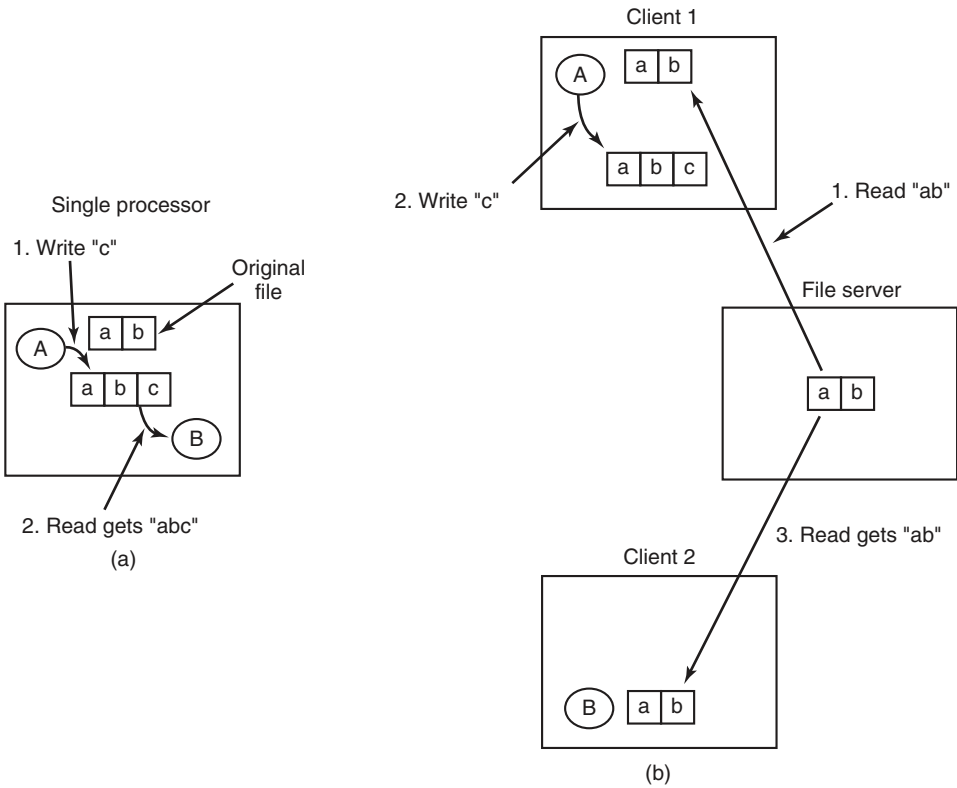 Single processor
1. Write "c"
Original
file
A
a b
a b c
B
2. Read gets "abc"
(a)
Client 1
A
a b
a b c
2. Write "c"
1. Read "ab"
File server
a b
3. Read gets "ab"
Client 2
B
a b
(b)